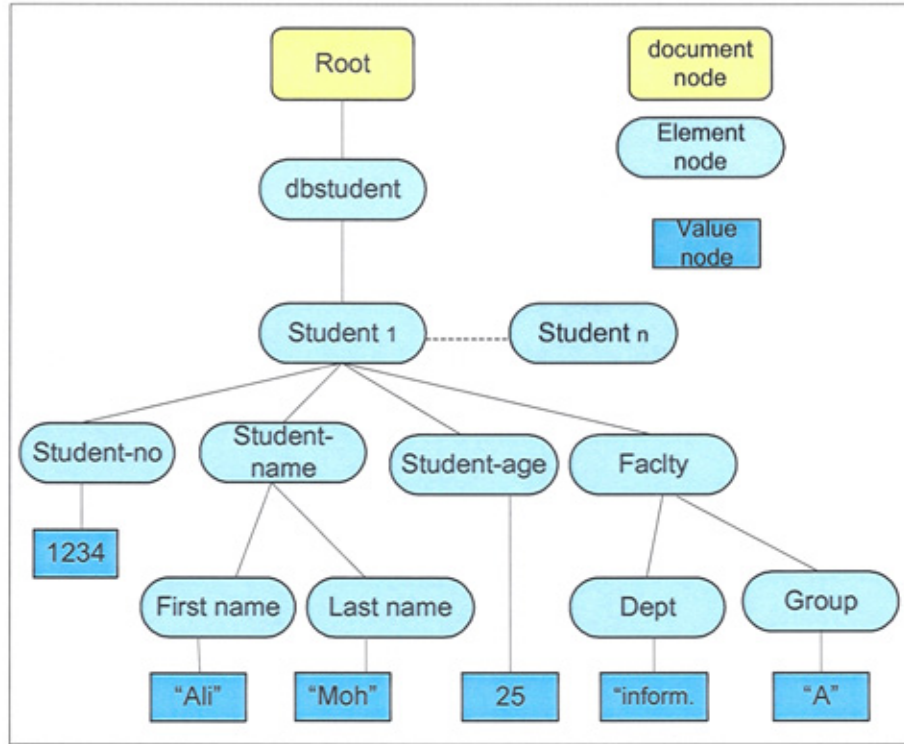 Root
document
node
Element
node
dbstudent
Value
node
Student 1
Student n
Student-no
Student-
name
Student-age
Faclty
1234
First name
Last name
Dept
Group
“Ali”
“Moh”
25
“inform.
“A”